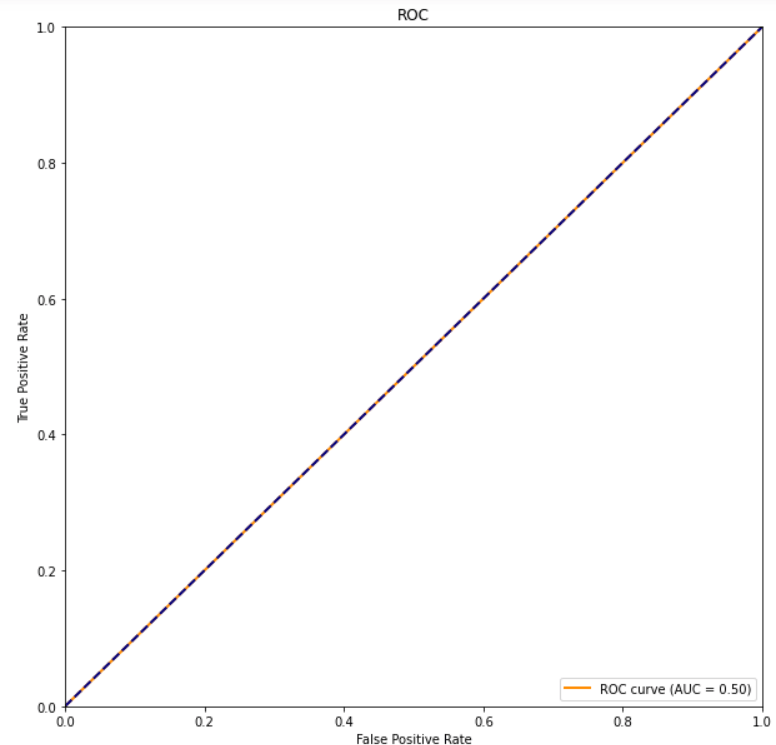 ROC
1.0
0.8
0.6
0.4
0.2
0.0
True Positive Rate
ROC curve (AUC = 0.50)
0.0 0.2 0.4 0.6 0.8 1.0
False Positive Rate